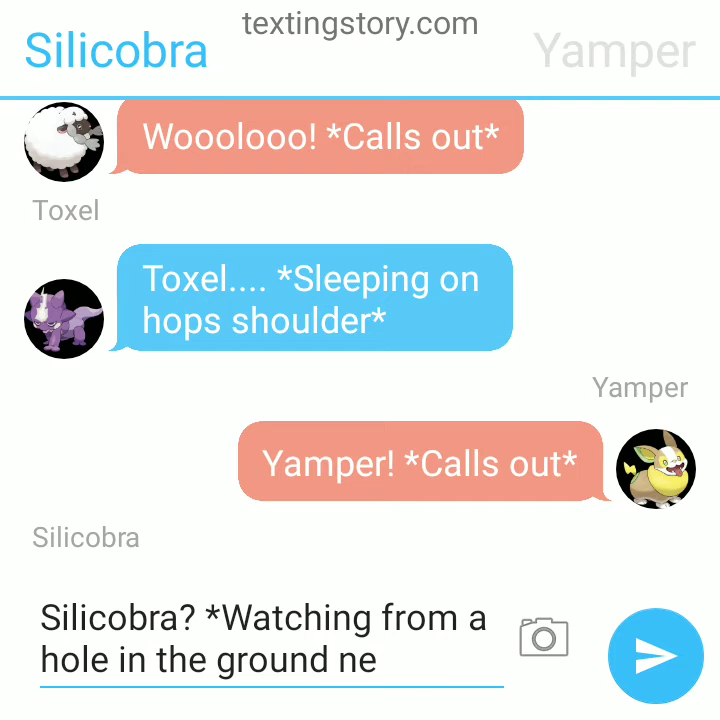 textingstory.com
Silicobra
Yamper
Wooolooo! *Calls out*
Toxel
Toxel.... *Sleeping on
hops shoulder*
Yamper
Yamper! *Calls out*
Silicobra
Silicobra? *Watching from a
hole in the ground ne